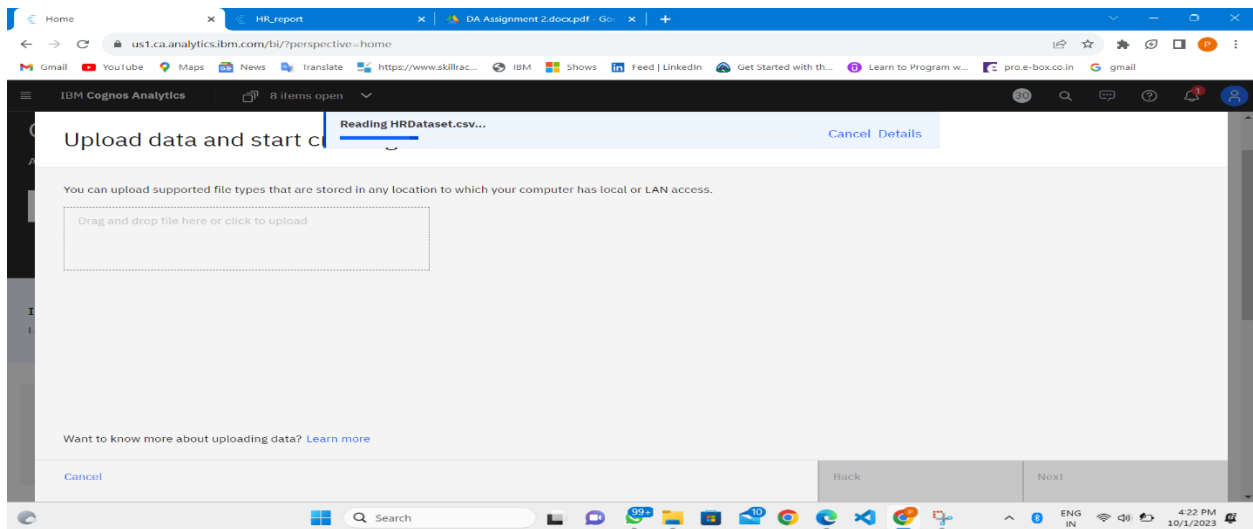 Home
HR_report
DA Assignment 2.docx.pdf - Goo
us1.ca.analytics.ibm.com/bi/?perspective=home
Gmail YouTube Maps News Translate https://www.skillrac... IBM Shows Feed | LinkedIn Get Started with th... Learn to Program w... pro.e-box.co.in gmail
IBM Cognos Analytics 8 items open 30 1
Reading HRDataset.csv...
Cancel Details
Upload data and start c
You can upload supported file types that are stored in any location to which your computer has local or LAN access.
Drag and drop file here or click to upload
Want to know more about uploading data? Learn more
Cancel Back Next
Search 99+ 10 ENG IN 4:22 PM 10/1/2023